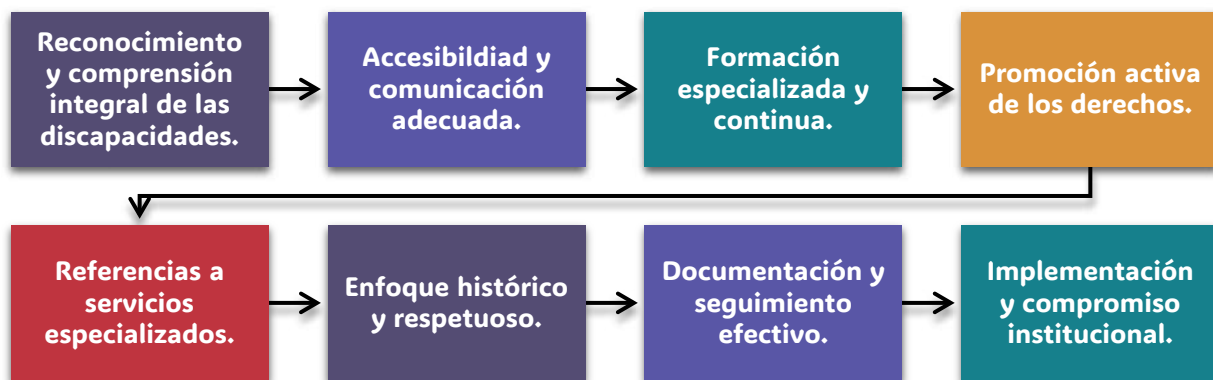 Reconocimiento
y comprensión
integral de las
discapacidades.
Accesibildiad y
comunicación
adecuada.
Formación
especializada y
continua.
Promoción activa
de los derechos.
Referencias a
servicios
especializados.
Enfoque histórico
y respetuoso.
Documentación y
seguimiento
efectivo.
Implementación
y compromiso
institucional.